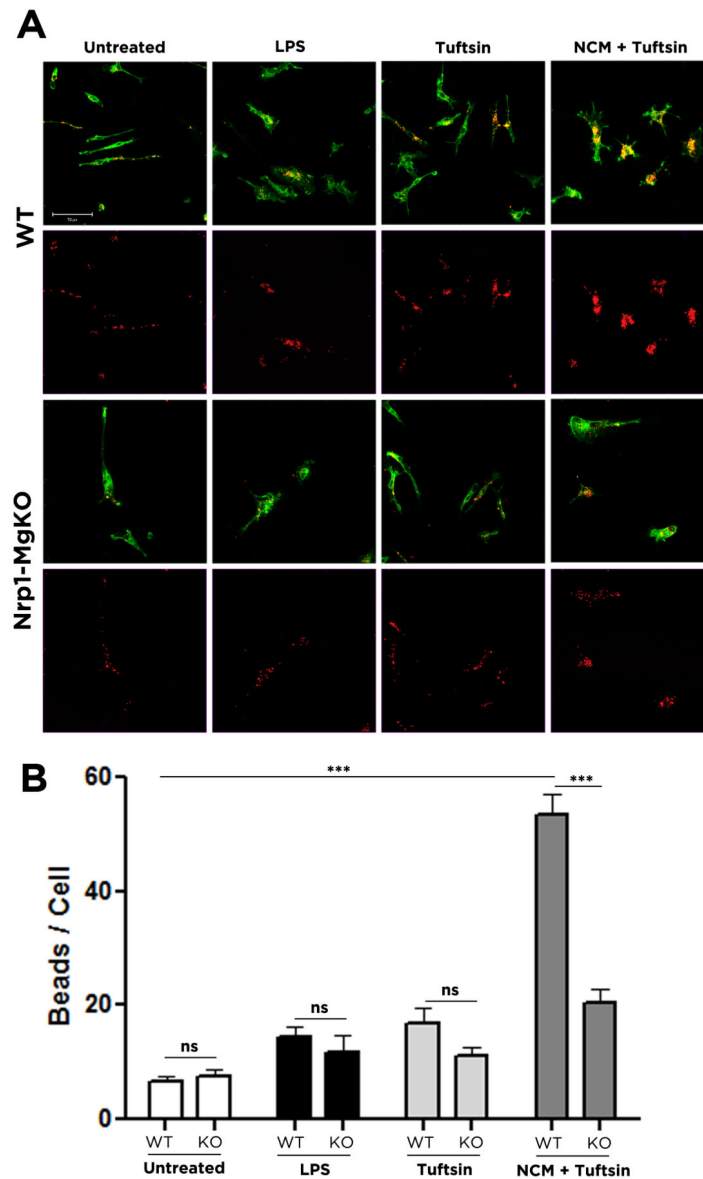 A
Untreated LPS Tuftsin NCM + Tuftsin
WT
Nrp1-MgKO
B
Beads / Cell
60
40
20
0
***
***
ns
ns
ns
WT KO WT KO WT KO WT KO
Untreated LPS Tuftsin NCM + Tuftsin